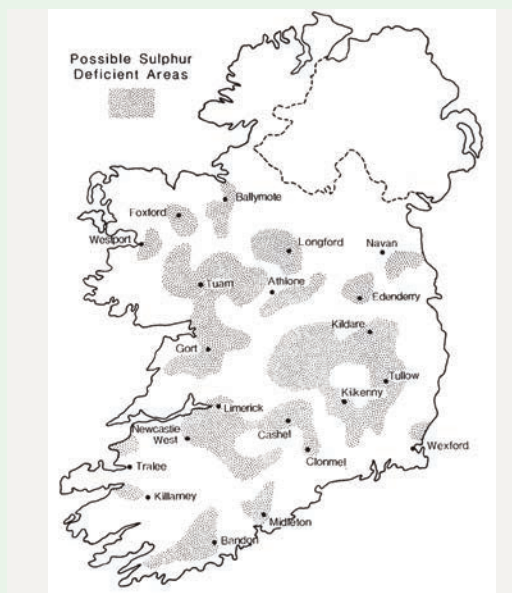 Possible Sulphur
Deficient Areas
Ballymote
Foxford
Westport
Longford
Navan
Tuam
Athlone
Edenderry
Kildare
Gort
Tullow
Kilkenny
Limerick
Newcastle
West
Cashel
Wexford
Clonmel
Tralee
Killarney
Midleton
Bandon